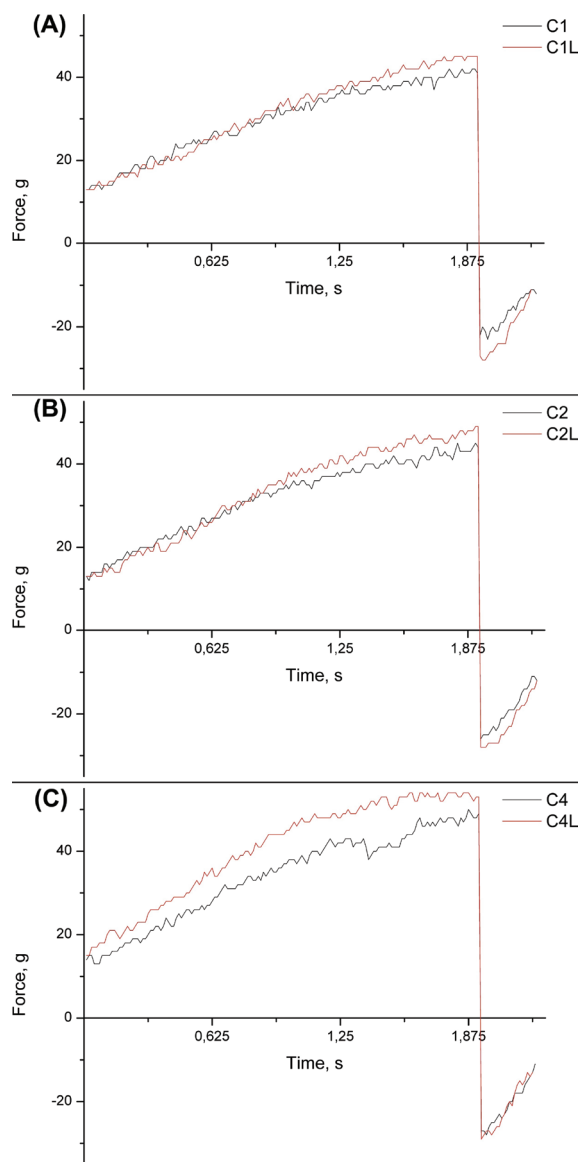 (A)
C1
C1L
40
20
0
-20
Force, g
0,625
1,25
1,875
Time, s
(B)
C2
C2L
40
20
0
-20
Force, g
0,625
1,25
1,875
Time, s
(C)
C4
C4L
40
20
0
-20
Force, g
0,625
1,25
1,875
Time, s